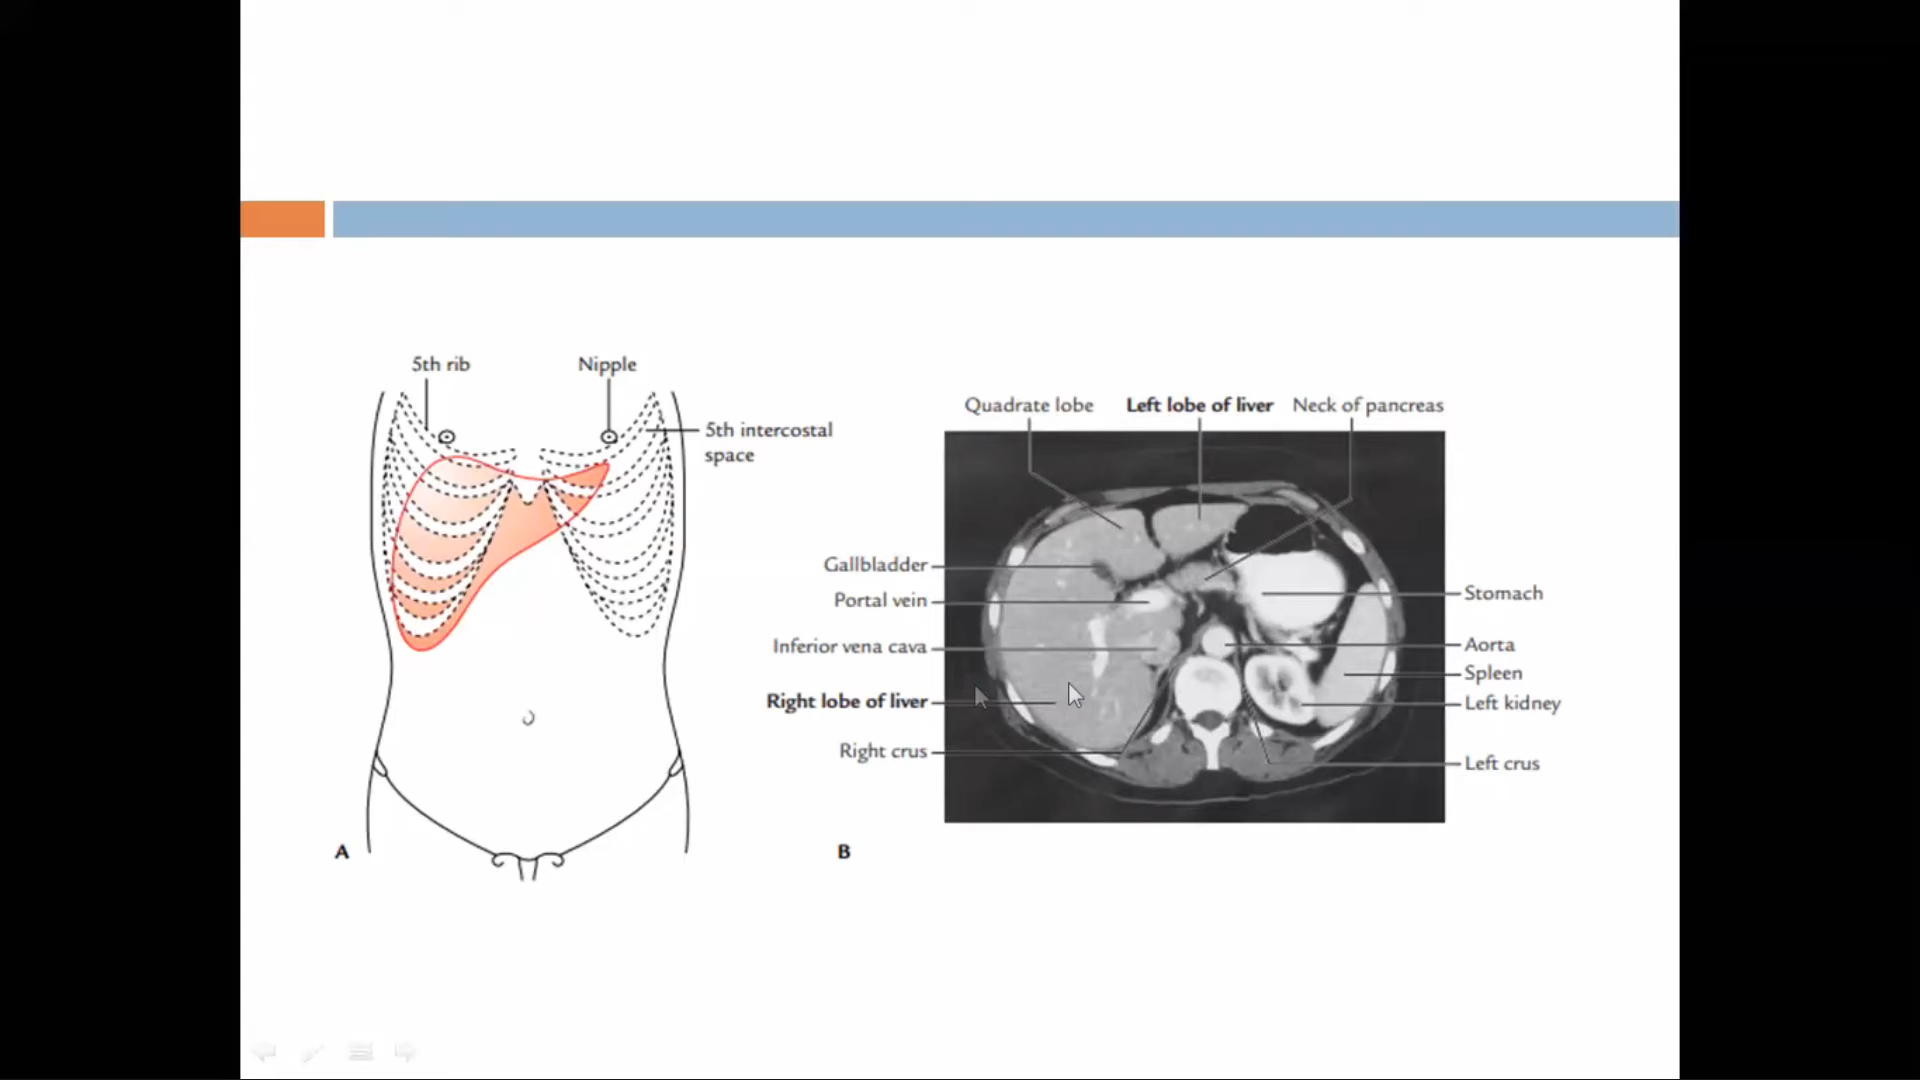 5th rib
Nipple
5th intercostal
space
A
Quadrate lobe
Left lobe of liver
Neck of pancreas
Gallbladder
Portal vein
Inferior vena cava
Right lobe of liver
Right crus
Stomach
Aorta
Spleen
Left kidney
Left crus
B